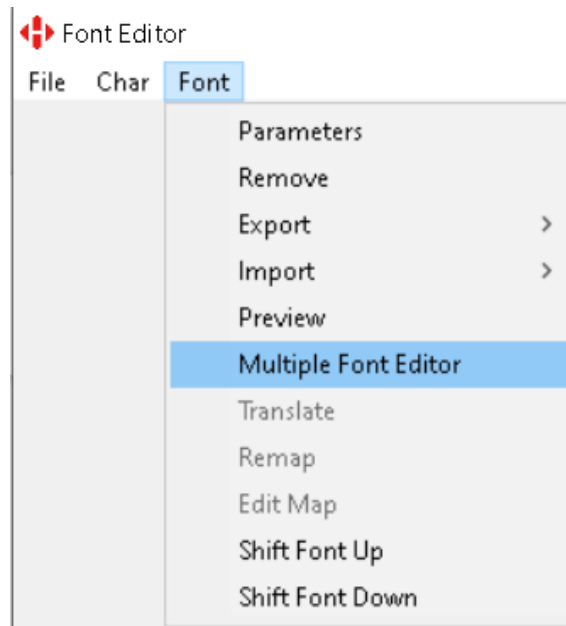 Font Editor
File Char Font
Parameters
Remove
Export
Import
Preview
Multiple Font Editor
Translate
Remap
Edit Map
Shift Font Up
Shift Font Down